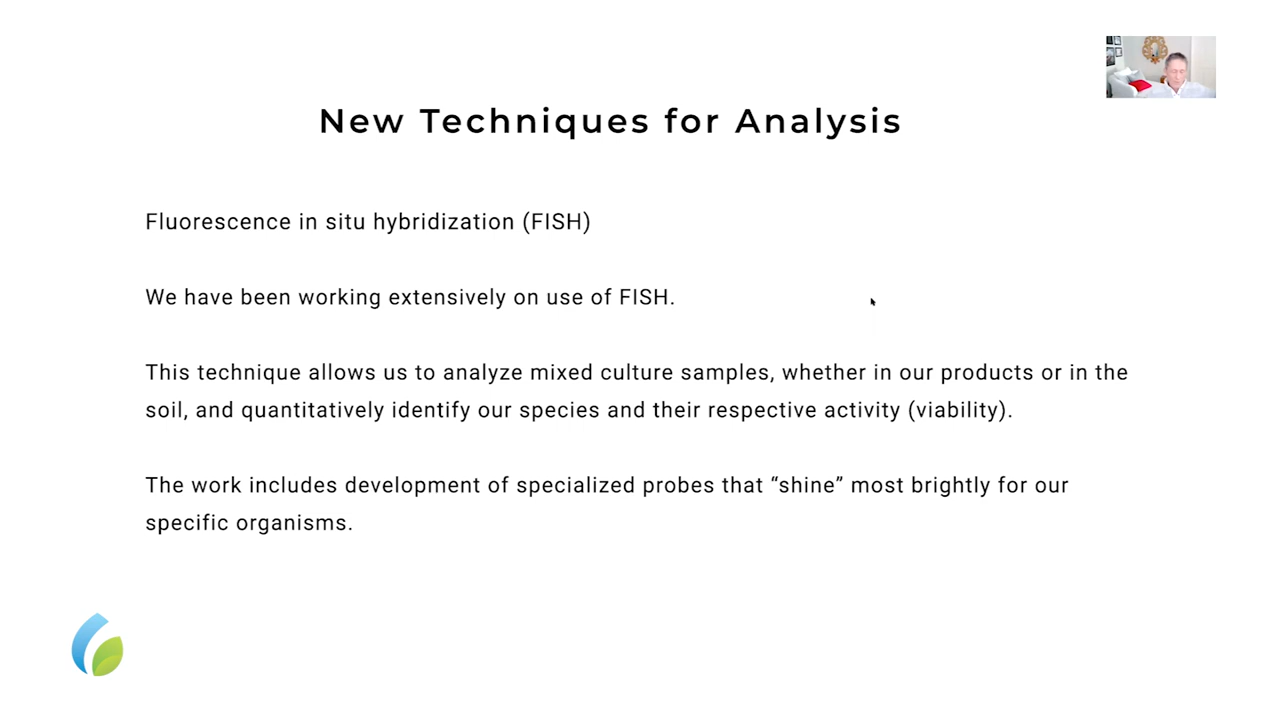 New Techniques for Analysis
Fluorescence in situ hybridization (FISH)
We have been working extensively on use of FISH.
This technique allows us to analyze mixed culture samples, whether in our products or in the
soil, and quantitatively identify our species and their respective activity (viability).
The work includes development of specialized probes that “shine” most brightly for our
specific organisms.